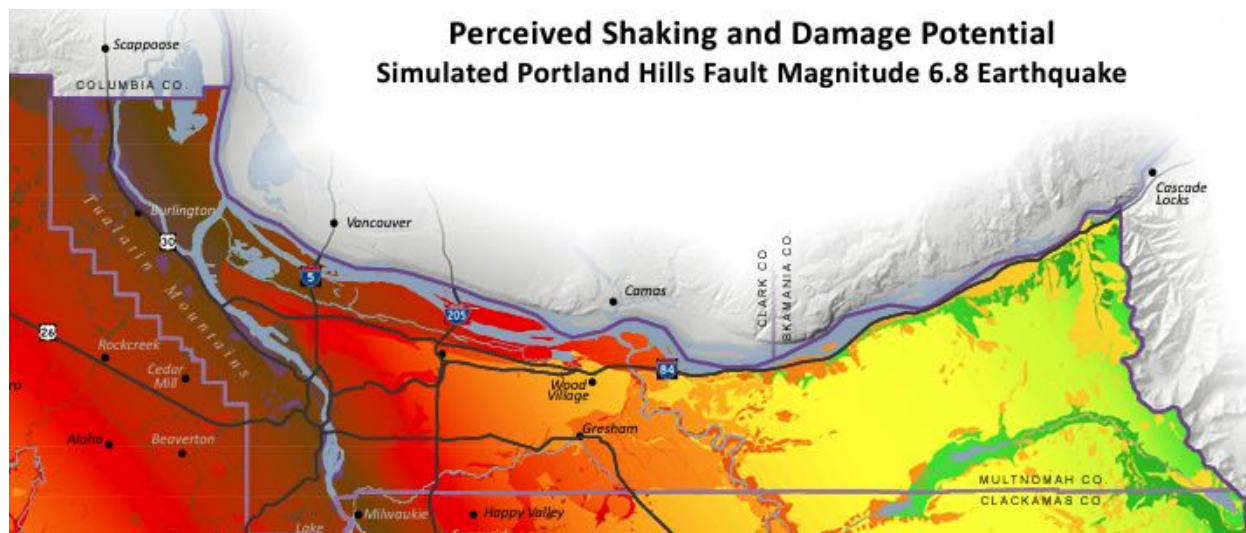 Perceived Shaking and Damage Potential
Simulated Portland Hills Fault Magnitude 6.8 Earthquake
Scappoose
COLUMBIA CO.
Cascade
Locks
Tualatin Mountains
Burlington
Vancouver
30
5
CLARK CO.
SKAMANIA CO.
Camas
205
26
Rockcreek
Cedar
Mill
84
Wood
Village
ro
Aloha
Beaverton
Gresham
MULTNOMAH CO.
CLACKAMAS CO.
Milwaukie
Happy Valley
Lake